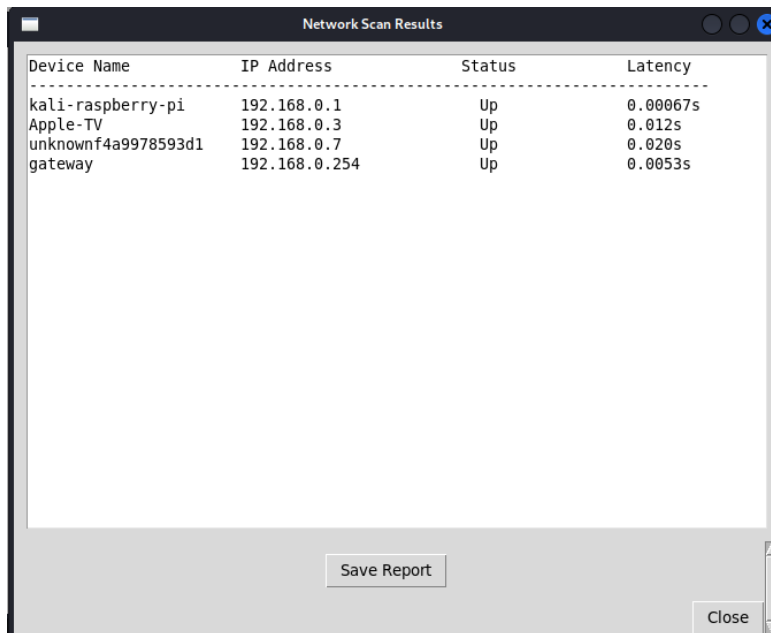 Network Scan Results
Device Name IP Address Status Latency
--------------------------------------------------------------------------
kali-raspberry-pi 192.168.0.1 Up 0.00067s
Apple-TV 192.168.0.3 Up 0.012s
unknownf4a9978593d1 192.168.0.7 Up 0.020s
gateway 192.168.0.254 Up 0.0053s
Save Report
Close